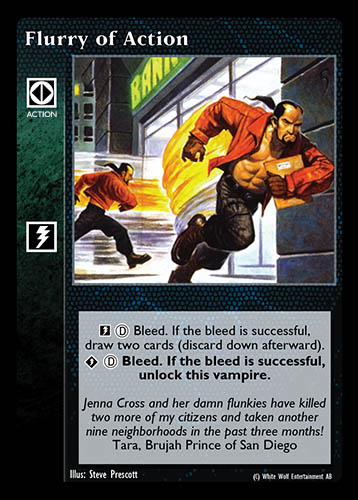 Flurry of Action
BANK
ACTION
D Bleed. If the bleed is successful,
draw two cards (discard down afterward).
D Bleed. If the bleed is successful,
unlock this vampire.
Jenna Cross and her damn flunkies have killed
two more of my citizens and taken another
nine neighborhoods in the past three months!
Tara, Brujah Prince of San Diego
Illus: Steve Prescott
(C) White Wolf Entertainment AB